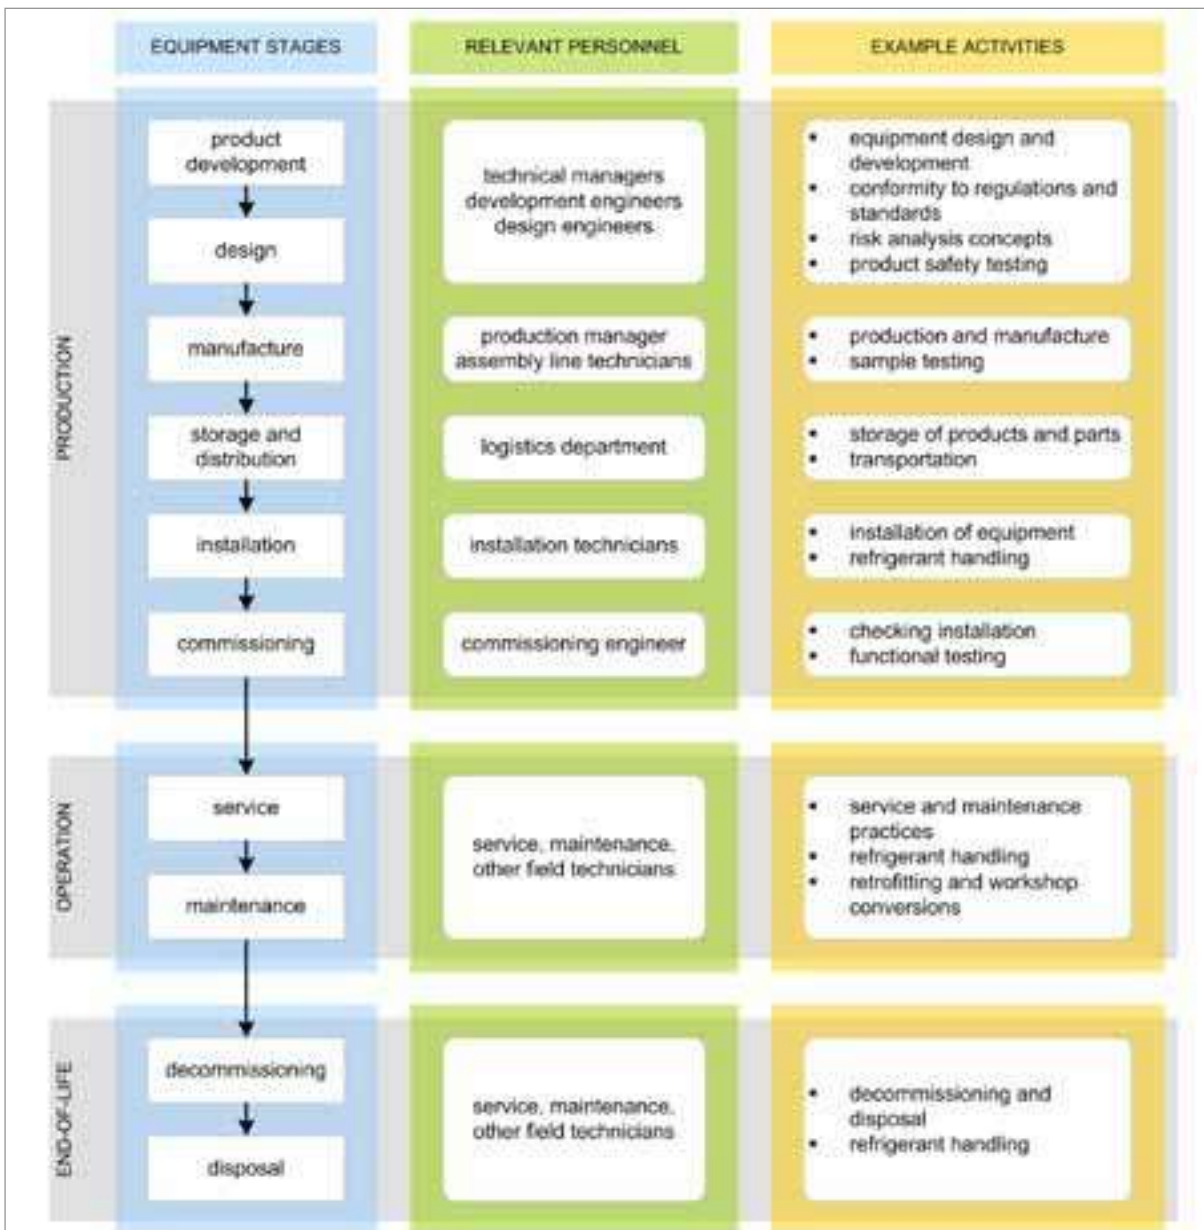 EQUIPMENT STAGES
RELEVANT PERSONNEL
EXAMPLE ACTIVITIES
PRODUCTION
product
development
design
manufacture
storage and
distribution
installation
commissioning
technical managers
development engineers
design engineers
production manager
assembly line technicians
logistics department
installation technicians
commissioning engineer
• equipment design and
development
• conformity to regulations and
standards
• risk analysis concepts
• product safety testing
• production and manufacture
• sample testing
• storage of products and parts
• transportation
• installation of equipment
• refrigerant handling
• checking installation
• functional testing
OPERATION
service
maintenance
service, maintenance,
other field technicians
• service and maintenance
practices
• refrigerant handling
• retrofitting and workshop
conversions
END-OF-LIFE
decommissioning
disposal
service, maintenance,
other field technicians
• decommissioning and
disposal
• refrigerant handling